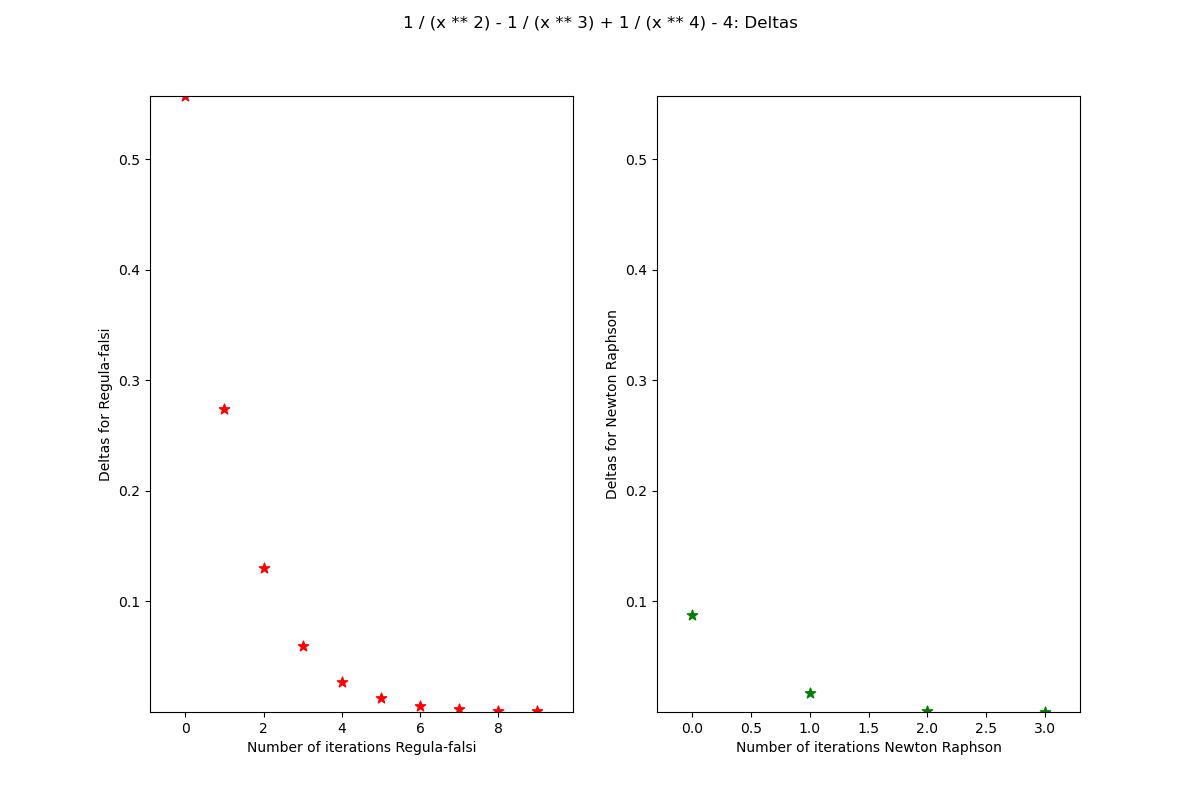 1 / (x ** 2) - 1 / (x ** 3) + 1 / (x ** 4) - 4: Deltas
Deltas for Regula-falsi
0.5
0.4
0.3
0.2
0.1
0 2 4 6 8
Number of iterations Regula-falsi
Deltas for Newton Raphson
0.5
0.4
0.3
0.2
0.1
0.0 0.5 1.0 1.5 2.0 2.5 3.0
Number of iterations Newton Raphson